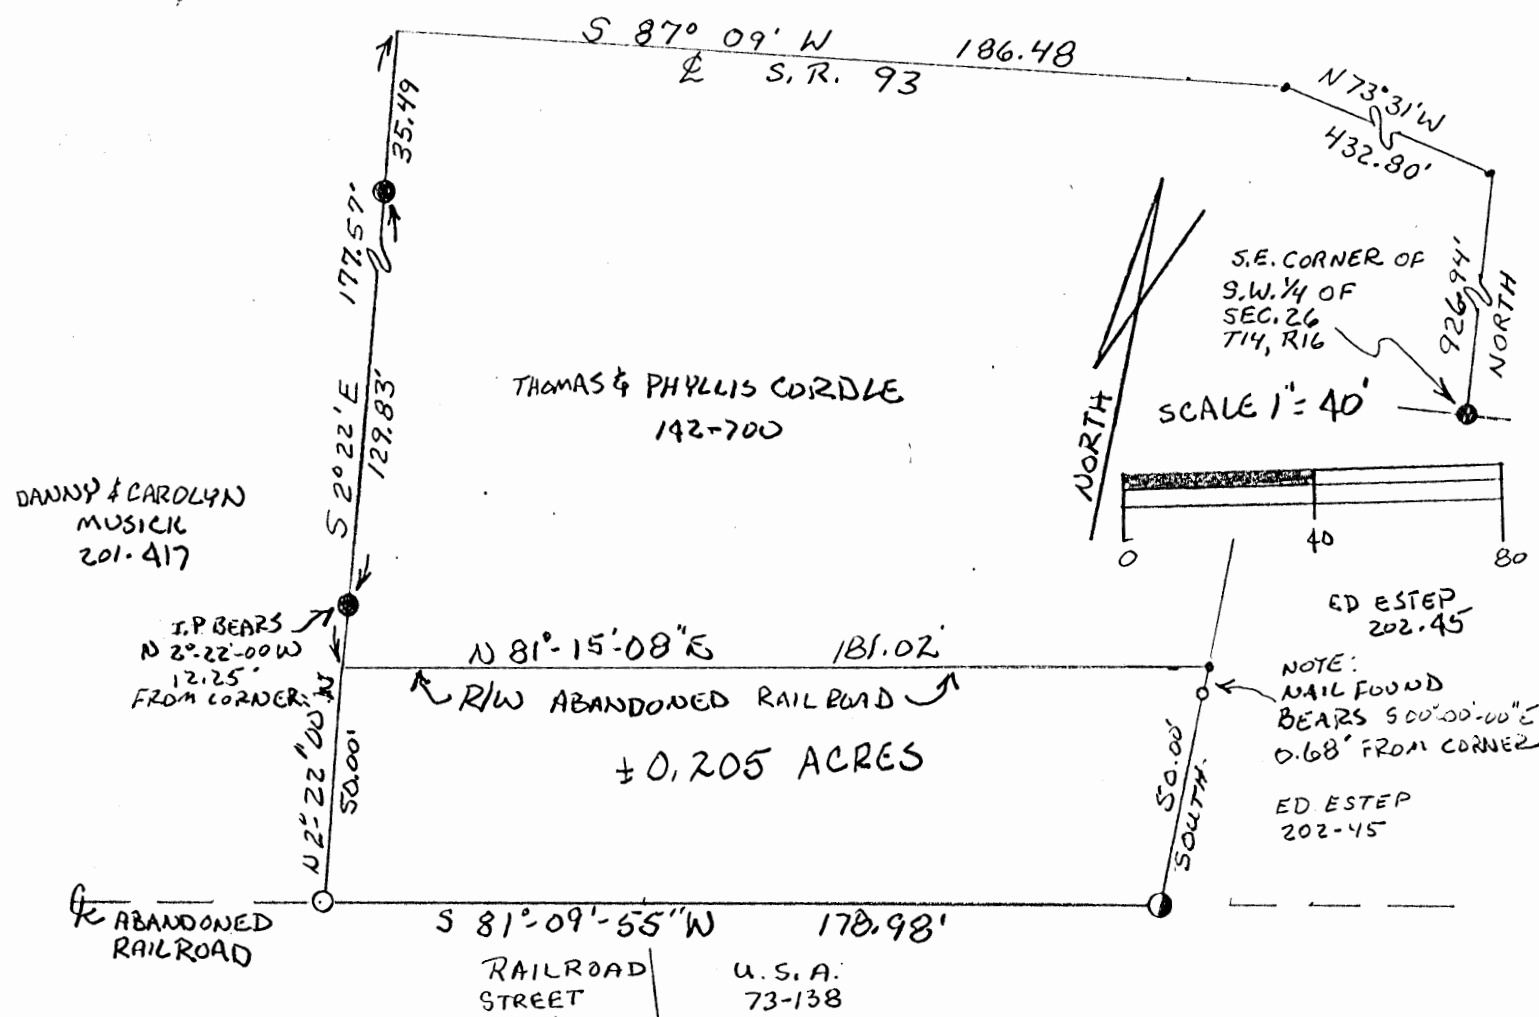 S 87° 09' W 186.48
℄ S.R. 93
N 73° 31' W
432.80'
35.49
177.57'
S 2° 22' E
129.83'
926.94'
NORTH
S.E. CORNER OF
S.W. 1/4 OF
SEC. 26
T14, R16
THOMAS & PHYLLIS CORDLE
142-700
NORTH
SCALE 1" = 40'
0 40 80
DANNY & CAROLYN
MUSICK
201-417
I.P. BEARS
N 2°-22'-00 W
12.25'
FROM CORNER.
N 81°-15'-08" E 181.02'
R/W ABANDONED RAILROAD
± 0.205 ACRES
ED ESTEP
202-45
NOTE:
NAIL FOUND
BEARS S 00°-00'-00" E
0.68' FROM CORNER
ED ESTEP
202-45
N 2°-22'-00" W
50.00'
50.00'
SOUTH.
℄ ABANDONED
RAILROAD
S 81°-09'-55" W 178.98'
RAILROAD
STREET
U.S.A.
73-138